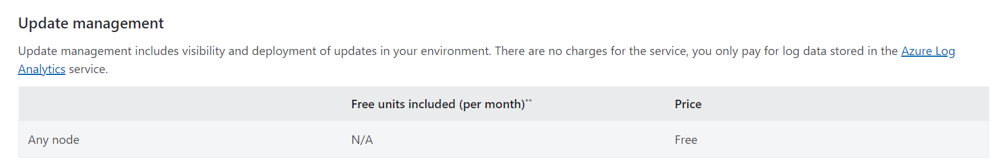 Update management
Update management includes visibility and deployment of updates in your environment. There are no charges for the service, you only pay for log data stored in the Azure Log
Analytics service.
Free units included (per month)** Price
Any node N/A Free